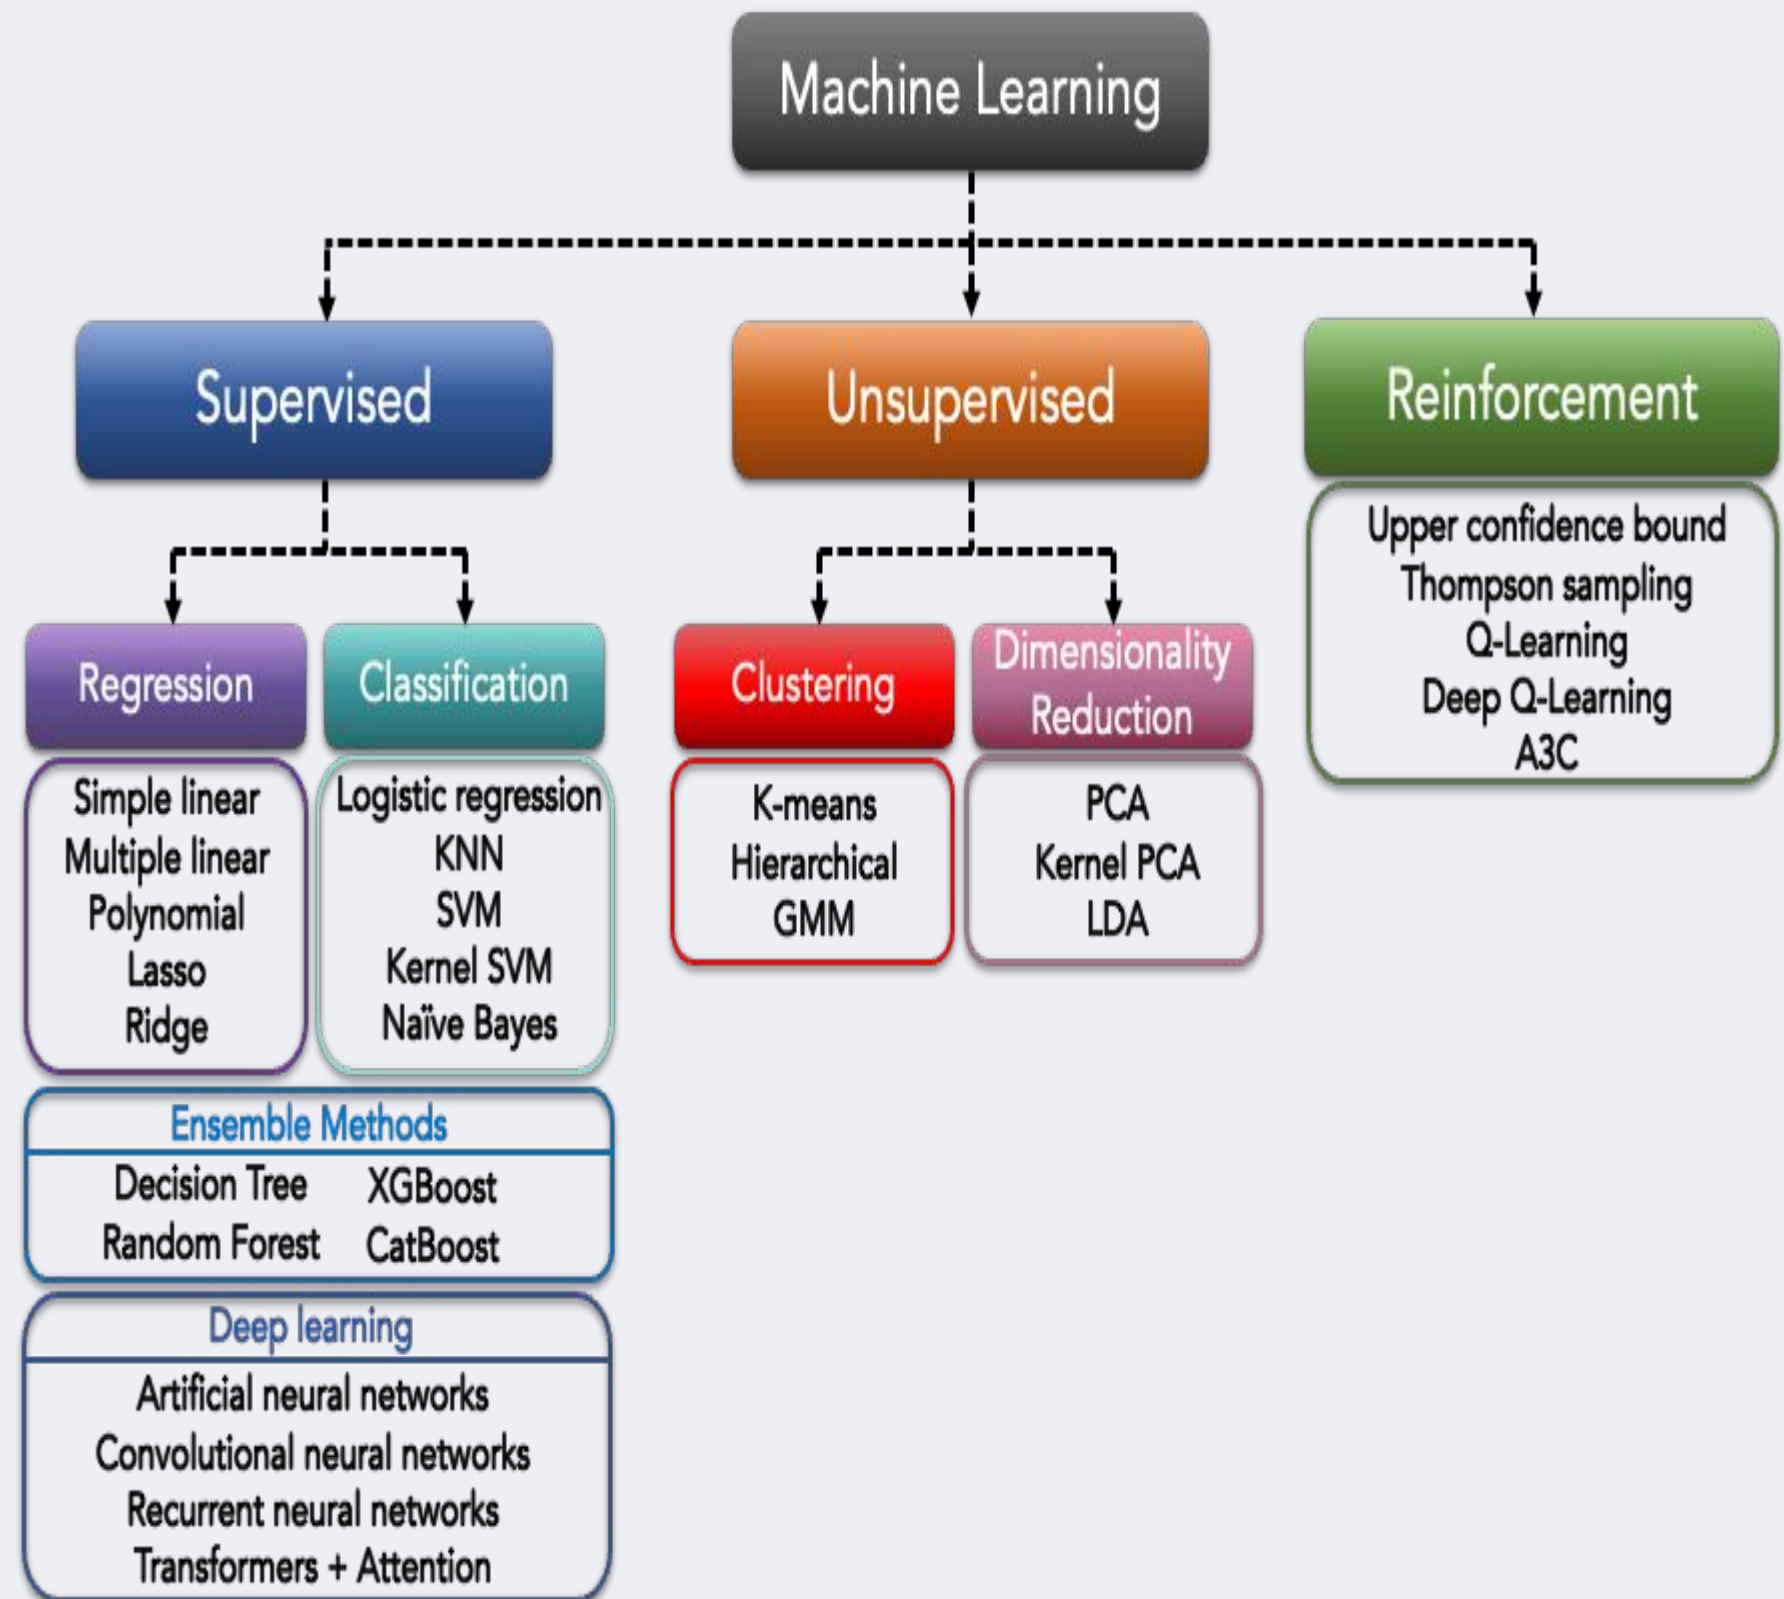 Machine Learning
Supervised
Unsupervised
Reinforcement
Upper confidence bound
Thompson sampling
Q-Learning
Deep Q-Learning
A3C
Regression
Classification
Clustering
Dimensionality
Reduction
Simple linear
Multiple linear
Polynomial
Lasso
Ridge
Logistic regression
KNN
SVM
Kernel SVM
Naïve Bayes
K-means
Hierarchical
GMM
PCA
Kernel PCA
LDA
Ensemble Methods
Decision Tree XGBoost
Random Forest CatBoost
Deep learning
Artificial neural networks
Convolutional neural networks
Recurrent neural networks
Transformers + Attention